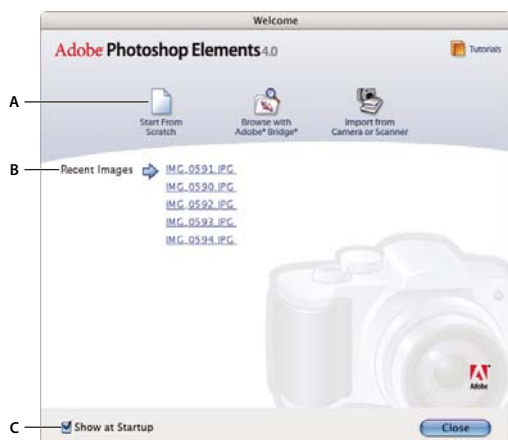 Welcome
Adobe® Photoshop Elements 4.0
Tutorials
A
Start From Scratch
Browse with Adobe® Bridge®
Import from Camera or Scanner
B
Recent Images
IMG_0591.JPG
IMG_0590.JPG
IMG_0592.JPG
IMG_0593.JPG
IMG_0594.JPG
Adobe
C
Show at Startup
Close